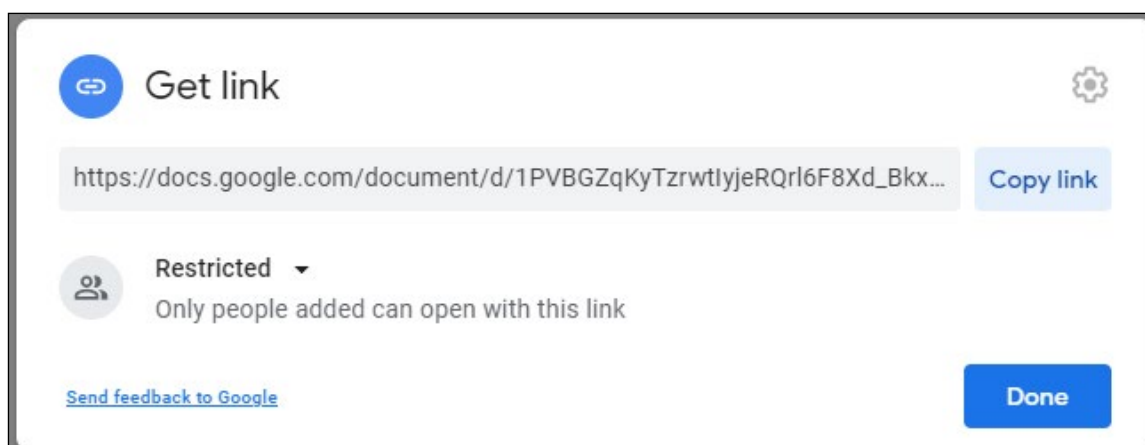 Get link
https://docs.google.com/document/d/1PVBGZqKyTzrwtIyjeRQrl6F8Xd_Bkx...
Copy link
Restricted
Only people added can open with this link
Send feedback to Google
Done